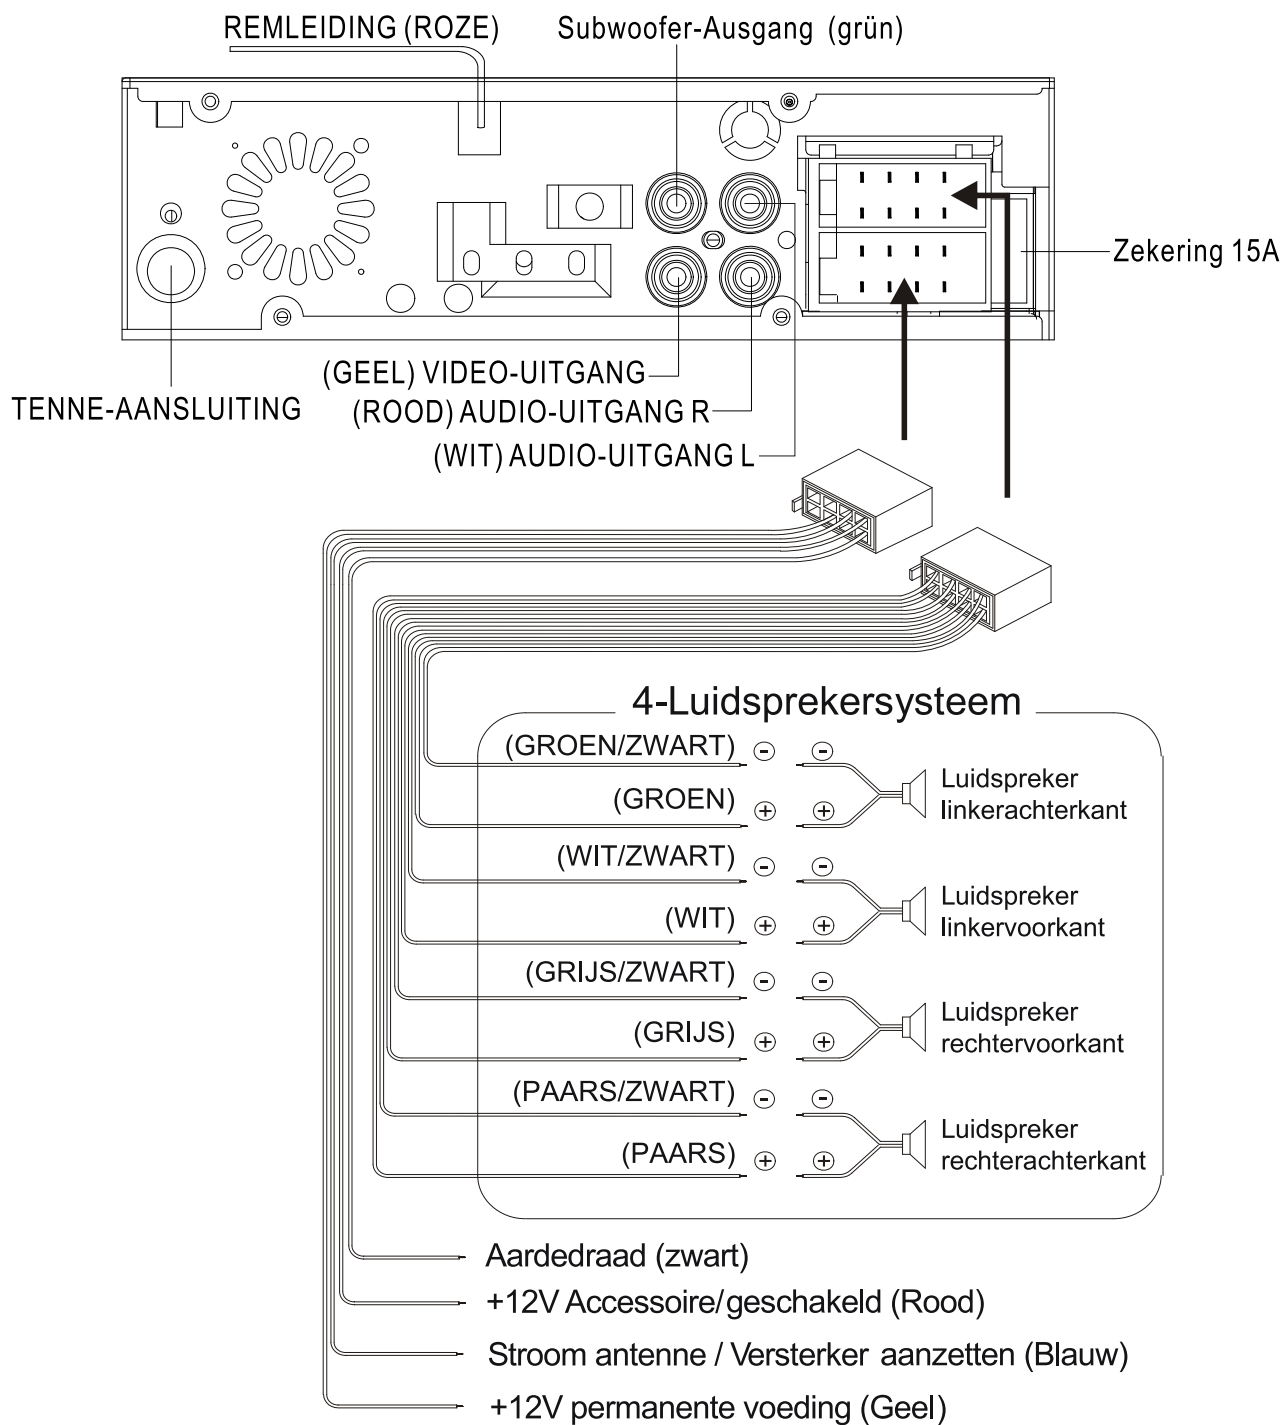 REMLEIDING (ROZE)
Subwoofer-Ausgang (grün)
Zekering 15A
(GEEL) VIDEO-UITGANG
TENNE-AANSLUITING
(ROOD) AUDIO-UITGANG R
(WIT) AUDIO-UITGANG L
4-Luidsprekersysteem
(GROEN/ZWART) - -
Luidspreker
linkerachterkant
(GROEN) + +
(WIT/ZWART) - -
Luidspreker
linkervoorkant
(WIT) + +
(GRIJS/ZWART) - -
Luidspreker
rechtervoorkant
(GRIJS) + +
(PAARS/ZWART) - -
Luidspreker
rechterachterkant
(PAARS) + +
Aardedraad (zwart)
+12V Accessoire/geschakeld (Rood)
Stroom antenne / Versterker aanzetten (Blauw)
+12V permanente voeding (Geel)